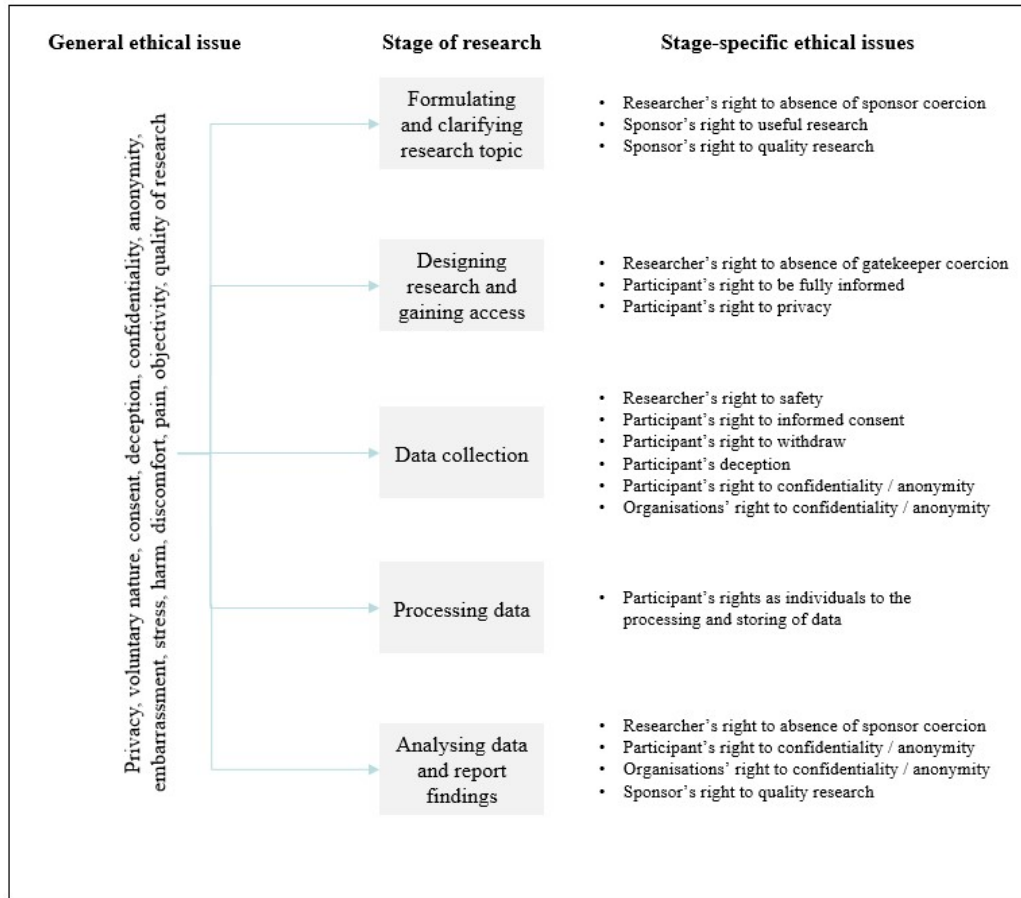 General ethical issue
Stage of research
Stage-specific ethical issues
Privacy, voluntary nature, consent, deception, confidentiality, anonymity,
embarrassment, stress, harm, discomfort, pain, objectivity, quality of research
Formulating
and clarifying
research topic
• Researcher's right to absence of sponsor coercion
• Sponsor's right to useful research
• Sponsor's right to quality research
Designing
research and
gaining access
• Researcher's right to absence of gatekeeper coercion
• Participant's right to be fully informed
• Participant's right to privacy
Data collection
• Researcher's right to safety
• Participant's right to informed consent
• Participant's right to withdraw
• Participant's deception
• Participant's right to confidentiality / anonymity
• Organisations' right to confidentiality / anonymity
Processing data
• Participant's rights as individuals to the
processing and storing of data
Analysing data
and report
findings
• Researcher's right to absence of sponsor coercion
• Participant's right to confidentiality / anonymity
• Organisations' right to confidentiality / anonymity
• Sponsor's right to quality research